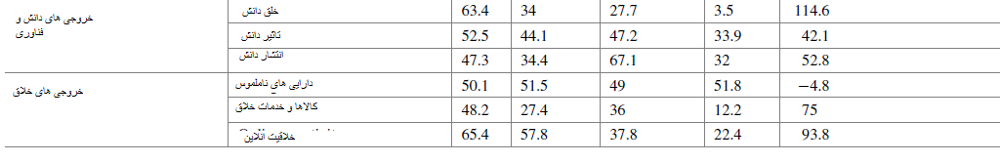 خروجی های دانش و
فناوری
خلق دانش 63.4 34 27.7 3.5 114.6
تاثیر دانش 52.5 44.1 47.2 33.9 42.1
انتشار دانش 47.3 34.4 67.1 32 52.8
خروجی های خلاق
دارایی های ناملموس 50.1 51.5 49 51.8 −4.8
کالاها و خدمات خلاق 48.2 27.4 36 12.2 75
خلاقیت آنلاین 65.4 57.8 37.8 22.4 93.8